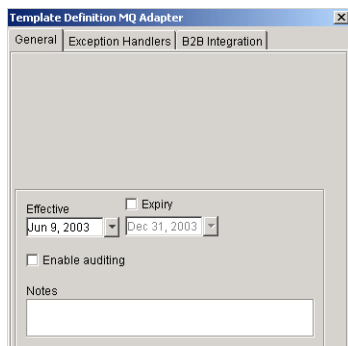 Template Definition MQ Adapter
General Exception Handlers B2B Integration
Effective Expiry
Jun 9, 2003 Dec 31, 2003
Enable auditing
Notes